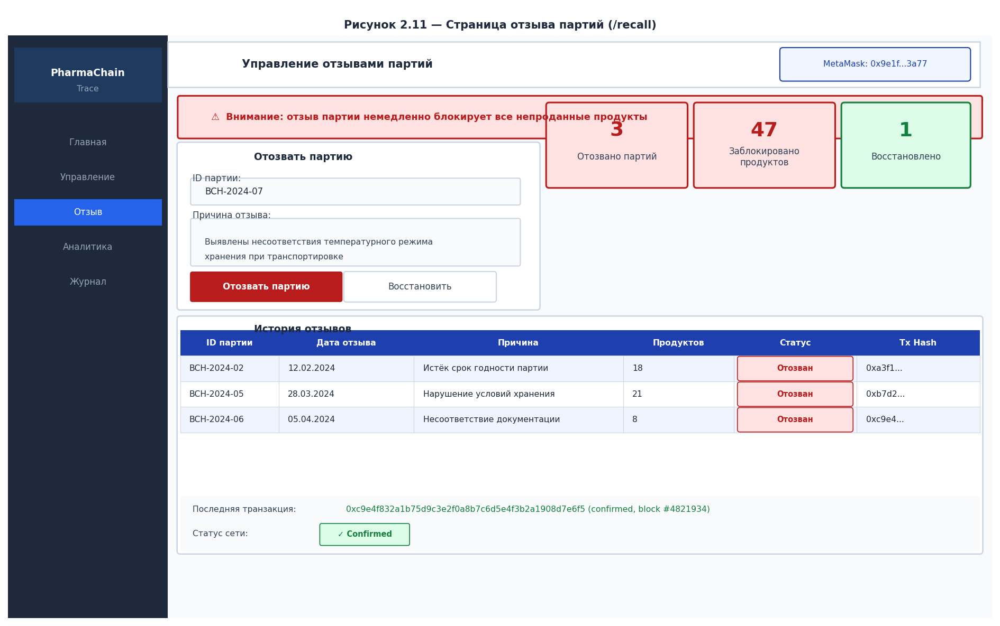 Рисунок 2.11 — Страница отзыва партий (/recall)
PharmaChain
Trace
Главная
Управление
Отзыв
Аналитика
Журнал
Управление отзывами партий
MetaMask: 0x9e1f...3a77
⚠ Внимание: отзыв партии немедленно блокирует все непроданные продукты
3
Отозвано партий
47
Заблокировано
продуктов
1
Восстановлено
Отозвать партию
ID партии:
BCH-2024-07
Причина отзыва:
Выявлены несоответствия температурного режима
хранения при транспортировке
Отозвать партию
Восстановить
История отзывов
ID партии Дата отзыва Причина Продуктов Статус Tx Hash
BCH-2024-02 12.02.2024 Истёк срок годности партии 18 Отозван 0xa3f1...
BCH-2024-05 28.03.2024 Нарушение условий хранения 21 Отозван 0xb7d2...
BCH-2024-06 05.04.2024 Несоответствие документации 8 Отозван 0xc9e4...
Последняя транзакция: 0xc9e4f832a1b75d9c3e2f0a8b7c6d5e4f3b2a1908d7e6f5 (confirmed, block #4821934)
Статус сети: ✓ Confirmed